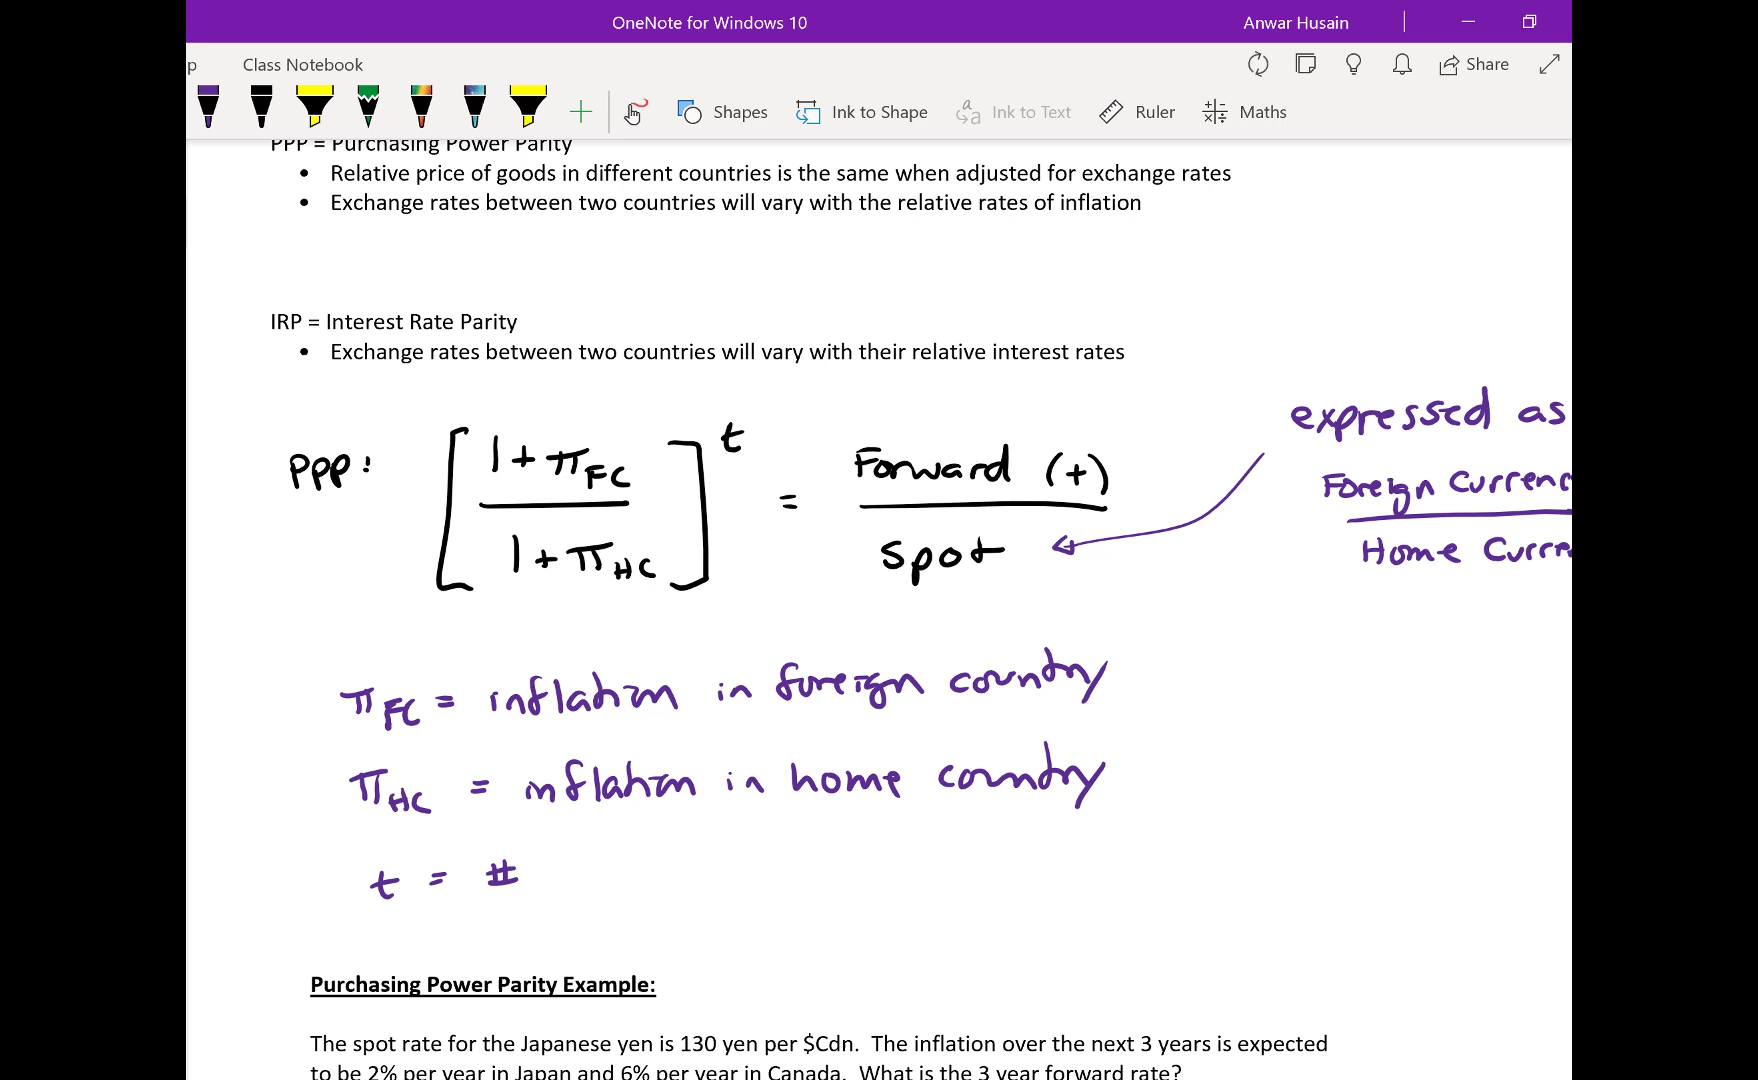 OneNote for Windows 10
Anwar Husain
p
Class Notebook
Share
Shapes
Ink to Shape
Ink to Text
Ruler
Maths
PPP = Purchasing Power Parity
• Relative price of goods in different countries is the same when adjusted for exchange rates
• Exchange rates between two countries will vary with the relative rates of inflation
IRP = Interest Rate Parity
• Exchange rates between two countries will vary with their relative interest rates
PPP: [ (1 + π FC) / (1 + π HC) ]^t = Forward (t) / Spot
expressed as
Foreign Currenc
Home Curre
π FC = inflation in foreign country
π HC = inflation in home country
t = #
Purchasing Power Parity Example:
The spot rate for the Japanese yen is 130 yen per $Cdn. The inflation over the next 3 years is expected
to be 2% per year in Japan and 6% per year in Canada. What is the 3 year forward rate?